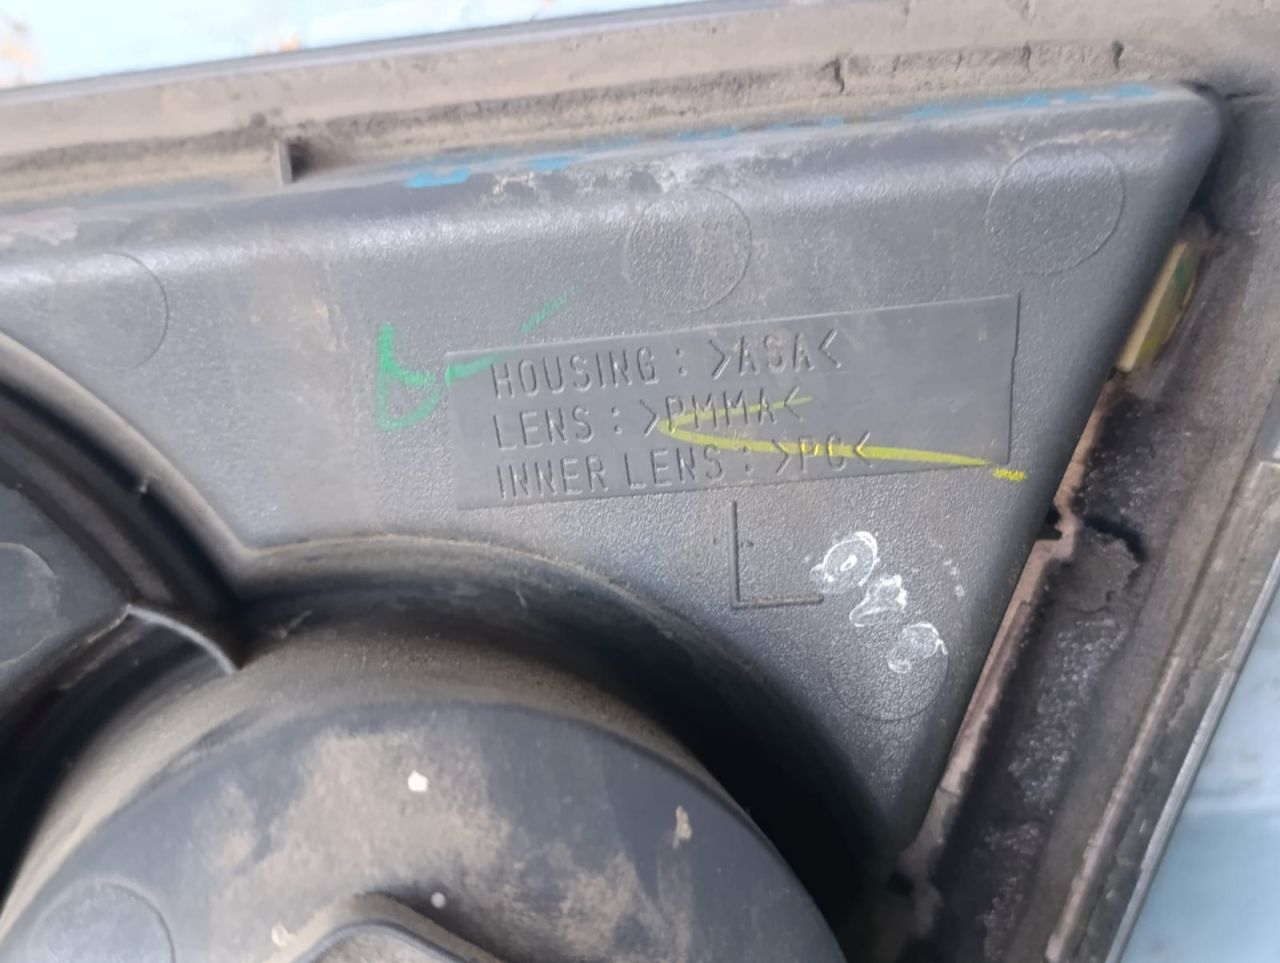 HOUSING : >ASA<
LENS : >PMMA<
INNER LENS : >PC<
L